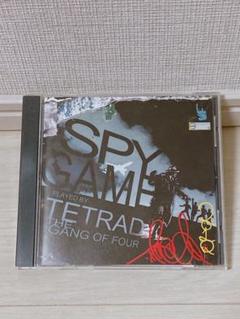 SPY
GAME
PLAYED BY
TETRAD
THE
GANG OF FOUR